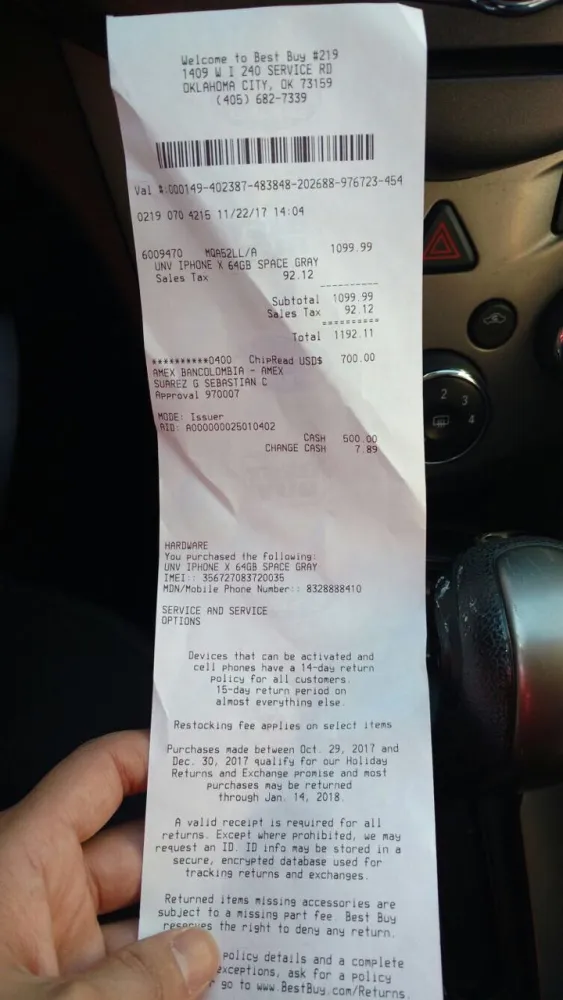 Welcome to Best Buy #219
1409 W I 240 SERVICE RD
OKLAHOMA CITY, OK 73159
(405) 682-7339
Val #:000149-402387-483848-202688-976723-454
0219 070 4215 11/22/17 14:04
6009470 MQA52LL/A 1099.99
UNV IPHONE X 64GB SPACE GRAY
Sales Tax 92.12
----------
Subtotal 1099.99
Sales Tax 92.12
==========
Total 1192.11
**********0400 ChipRead USD$ 700.00
AMEX BANCOLOMBIA - AMEX
SUAREZ G SEBASTIAN C
Approval 970007
MODE: Issuer
AID: A000000025010402
CASH 500.00
CHANGE CASH 7.89
HARDWARE
You purchased the following:
UNV IPHONE X 64GB SPACE GRAY
IMEI:: 356727083720035
MDN/Mobile Phone Number:: 8328888410
SERVICE AND SERVICE
OPTIONS
Devices that can be activated and
cell phones have a 14-day return
policy for all customers.
15-day return period on
almost everything else.
Restocking fee applies on select items
Purchases made between Oct. 29, 2017 and
Dec. 30, 2017 qualify for our Holiday
Returns and Exchange promise and most
purchases may be returned
through Jan. 14, 2018.
A valid receipt is required for all
returns. Except where prohibited, we may
request an ID. ID info may be stored in a
secure, encrypted database used for
tracking returns and exchanges.
Returned items missing accessories are
subject to a missing part fee Best Buy
reserves the right to deny any return.
policy details and a complete
exceptions, ask for a policy
r go to www.BestBuy.com/Returns.
2 3
4